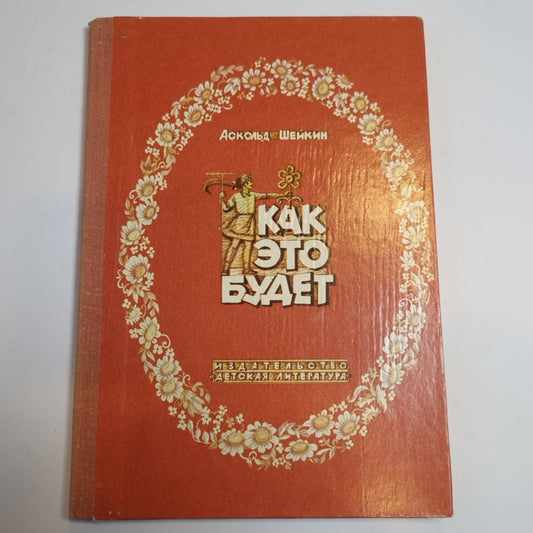 Аскольд Шейкин
КАК
ЭТО
БУДЕТ
ИЗДАТЕЛЬСТВО
ДЕТСКАЯ ЛИТЕРАТУРА